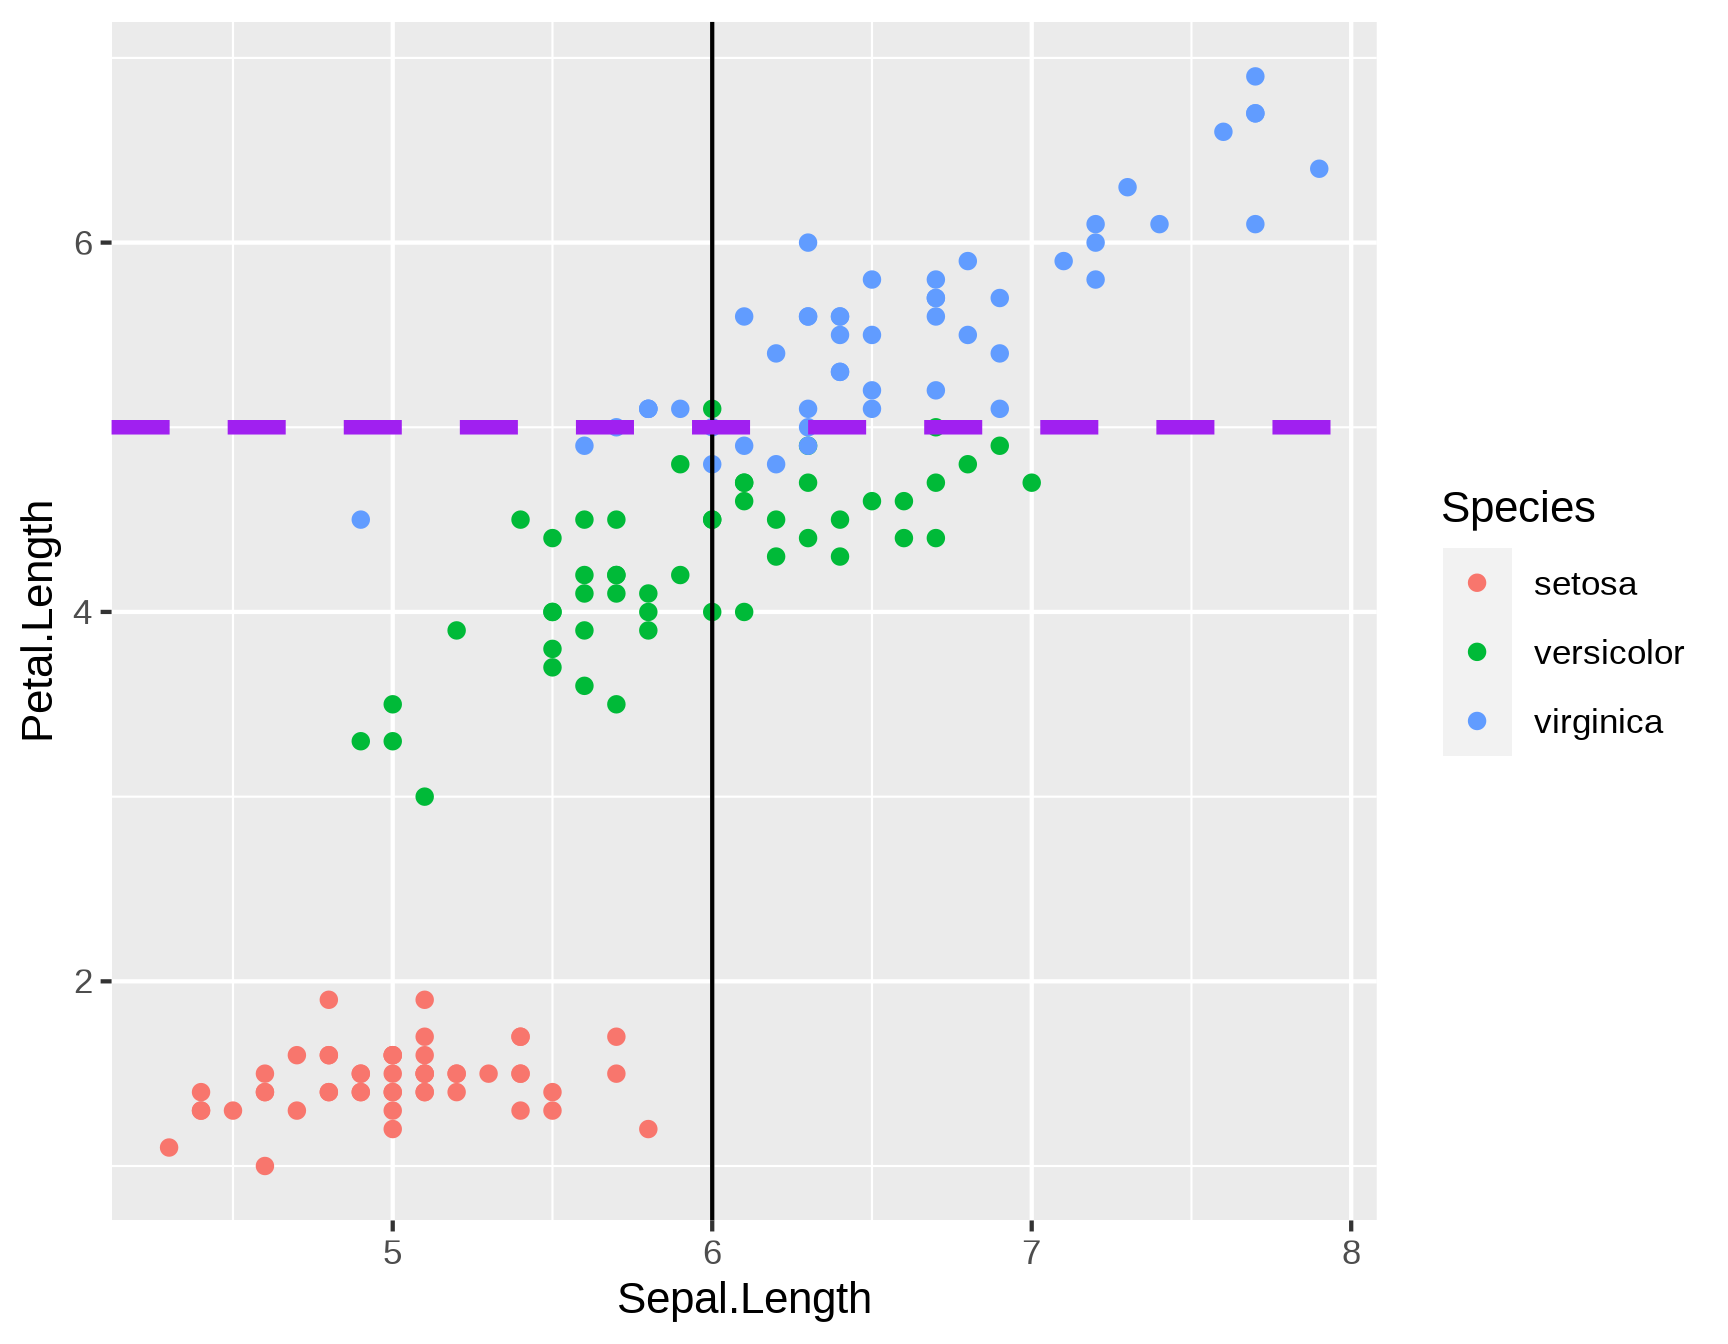 6
4
2
Petal.Length
5 6 7 8
Sepal.Length
Species
setosa
versicolor
virginica